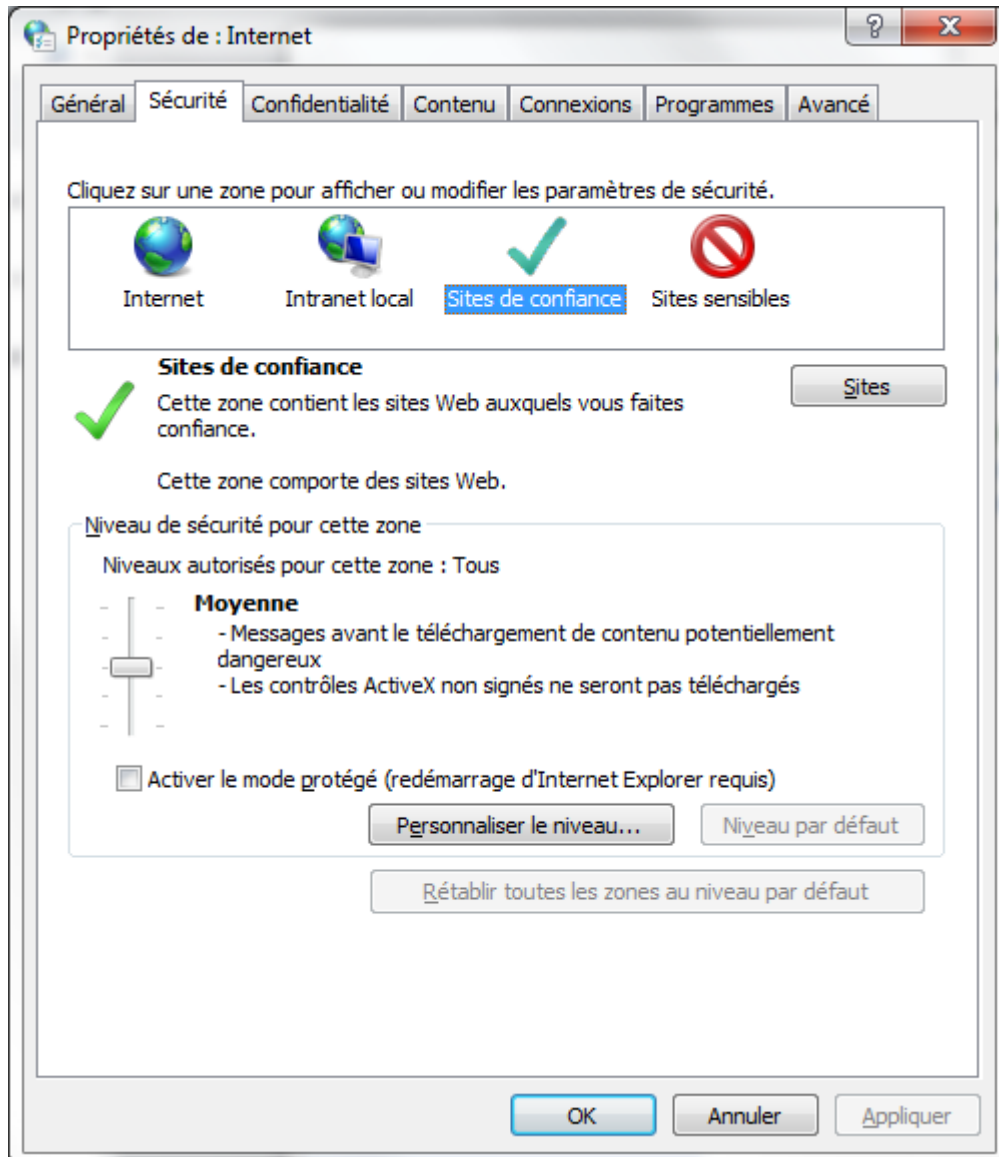 Propriétés de : Internet
Général Sécurité Confidentialité Contenu Connexions Programmes Avancé
Cliquez sur une zone pour afficher ou modifier les paramètres de sécurité.
Internet Intranet local Sites de confiance Sites sensibles
Sites de confiance
Sites
Cette zone contient les sites Web auxquels vous faites
confiance.
Cette zone comporte des sites Web.
Niveau de sécurité pour cette zone
Niveaux autorisés pour cette zone : Tous
Moyenne
- Messages avant le téléchargement de contenu potentiellement
dangereux
- Les contrôles ActiveX non signés ne seront pas téléchargés
Activer le mode protégé (redémarrage d'Internet Explorer requis)
Personnaliser le niveau... Niveau par défaut
Rétablir toutes les zones au niveau par défaut
OK Annuler Appliquer